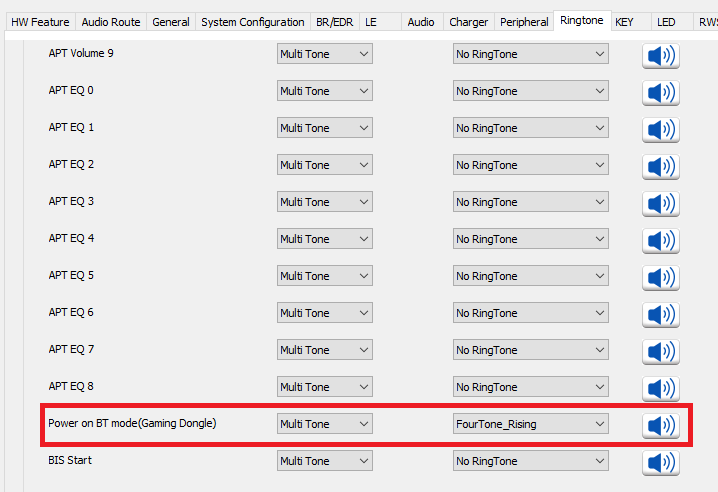 HW Feature Audio Route General System Configuration BR/EDR LE Audio Charger Peripheral Ringtone KEY LED RWS
APT Volume 9 Multi Tone No RingTone
APT EQ 0 Multi Tone No RingTone
APT EQ 1 Multi Tone No RingTone
APT EQ 2 Multi Tone No RingTone
APT EQ 3 Multi Tone No RingTone
APT EQ 4 Multi Tone No RingTone
APT EQ 5 Multi Tone No RingTone
APT EQ 6 Multi Tone No RingTone
APT EQ 7 Multi Tone No RingTone
APT EQ 8 Multi Tone No RingTone
Power on BT mode(Gaming Dongle) Multi Tone FourTone_Rising
BIS Start Multi Tone No RingTone